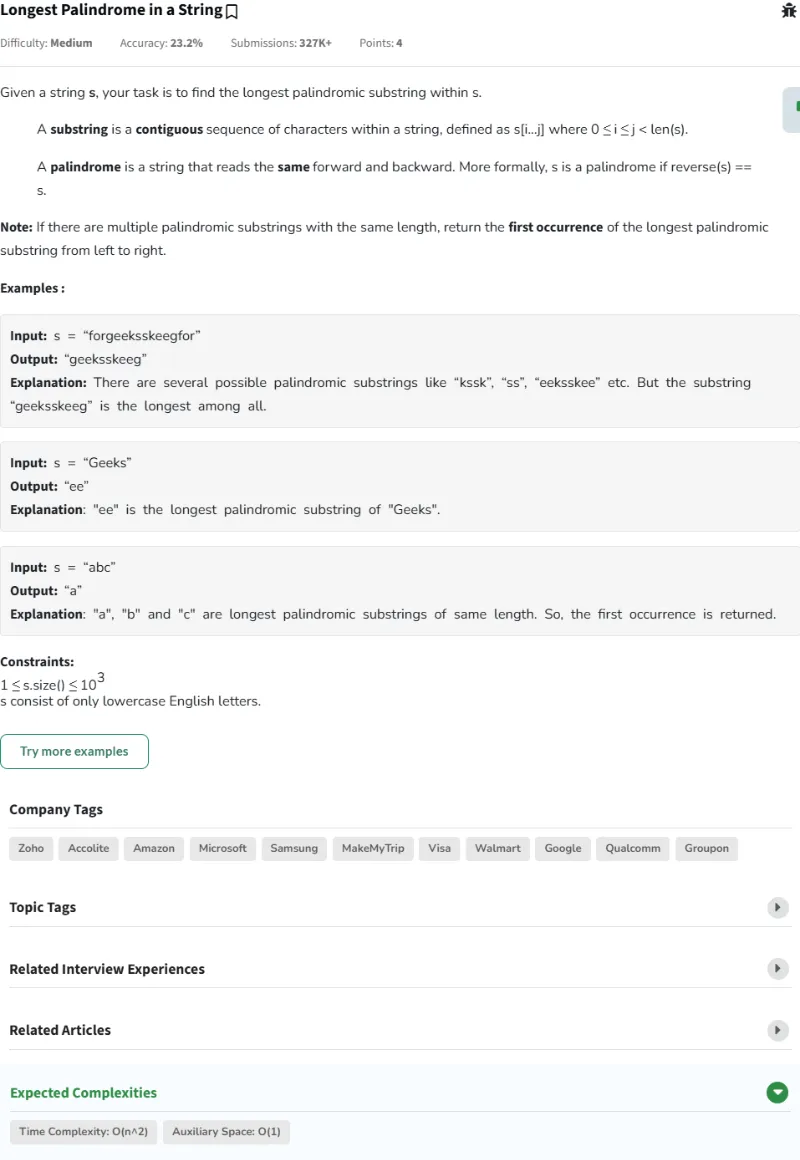 Longest Palindrome in a String
Difficulty: Medium Accuracy: 23.2% Submissions: 327K+ Points: 4
Given a string s, your task is to find the longest palindromic substring within s.
A substring is a contiguous sequence of characters within a string, defined as s[i...j] where 0 ≤ i ≤ j < len(s).
A palindrome is a string that reads the same forward and backward. More formally, s is a palindrome if reverse(s) ==
s.
Note: If there are multiple palindromic substrings with the same length, return the first occurrence of the longest palindromic
substring from left to right.
Examples :
Input: s = “forgeeksskeegfor”
Output: “geeksskeeg”
Explanation: There are several possible palindromic substrings like “kssk”, “ss”, “eeksskee” etc. But the substring
“geeksskeeg” is the longest among all.
Input: s = “Geeks”
Output: “ee”
Explanation: "ee" is the longest palindromic substring of "Geeks".
Input: s = “abc”
Output: “a”
Explanation: "a", "b" and "c" are longest palindromic substrings of same length. So, the first occurrence is returned.
Constraints:
1 ≤ s.size() ≤ 10^3
s consist of only lowercase English letters.
Try more examples
Company Tags
Zoho Accolite Amazon Microsoft Samsung MakeMyTrip Visa Walmart Google Qualcomm Groupon
Topic Tags
Related Interview Experiences
Related Articles
Expected Complexities
Time Complexity: O(n^2) Auxiliary Space: O(1)